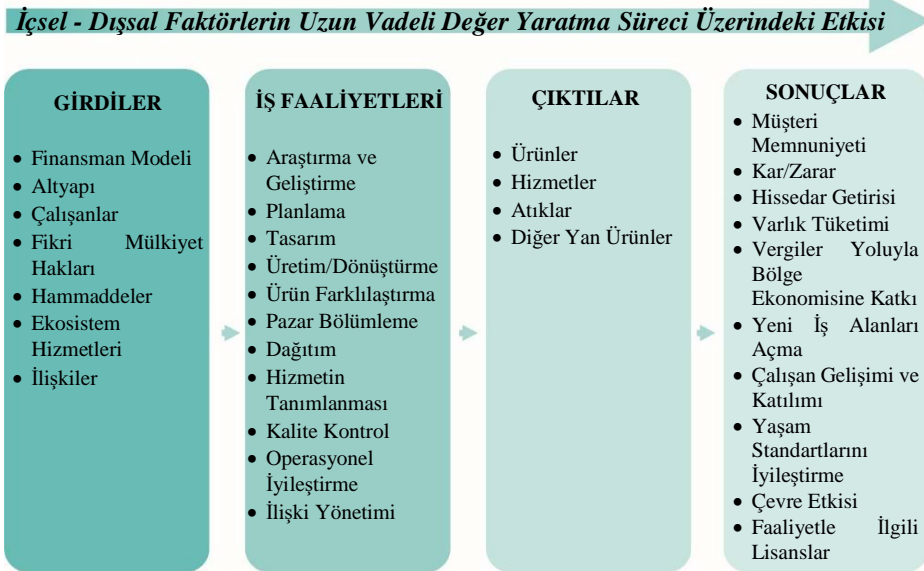 İçsel - Dışsal Faktörlerin Uzun Vadeli Değer Yaratma Süreci Üzerindeki Etkisi
GİRDİLER
• Finansman Modeli
• Altyapı
• Çalışanlar
• Fikri Mülkiyet
Hakları
• Hammaddeler
• Ekosistem
Hizmetleri
• İlişkiler
İŞ FAALİYETLERİ
• Araştırma ve
Geliştirme
• Planlama
• Tasarım
• Üretim/Dönüştürme
• Ürün Farklılaştırma
• Pazar Bölümleme
• Dağıtım
• Hizmetin
Tanımlanması
• Kalite Kontrol
• Operasyonel
İyileştirme
• İlişki Yönetimi
ÇIKTILAR
• Ürünler
• Hizmetler
• Atıklar
• Diğer Yan Ürünler
SONUÇLAR
• Müşteri
Memnuniyeti
• Kar/Zarar
• Hissedar Getirisi
• Varlık Tüketimi
• Vergiler Yoluyla
Bölge
Ekonomisine Katkı
• Yeni İş Alanları
Açma
• Çalışan Gelişimi ve
Katılımı
• Yaşam
Standartlarını
İyileştirme
• Çevre Etkisi
• Faaliyetle İlgili
Lisanslar